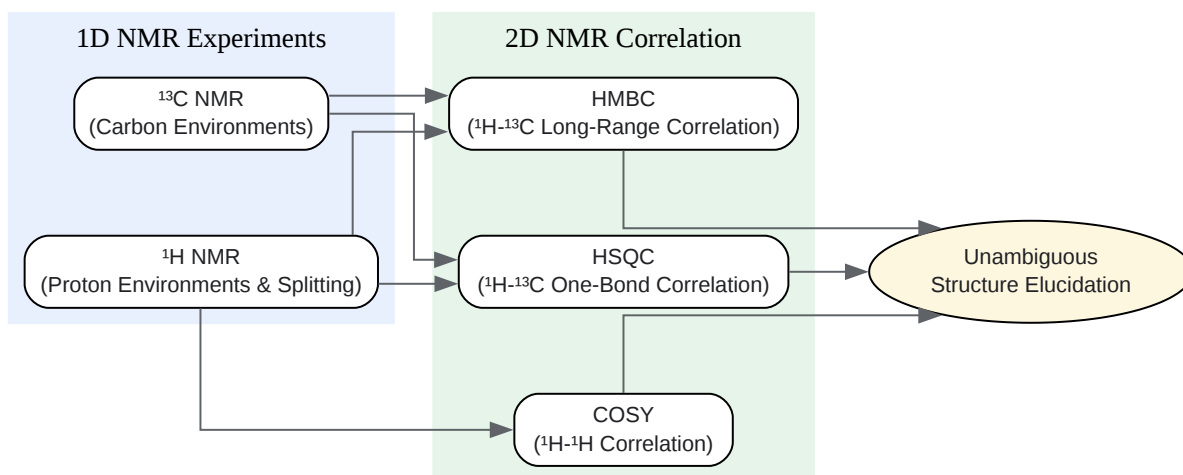 1D NMR Experiments
¹³C NMR
(Carbon Environments)
¹H NMR
(Proton Environments & Splitting)
2D NMR Correlation
HMBC
(¹H-¹³C Long-Range Correlation)
HSQC
(¹H-¹³C One-Bond Correlation)
COSY
(¹H-¹H Correlation)
Unambiguous
Structure Elucidation